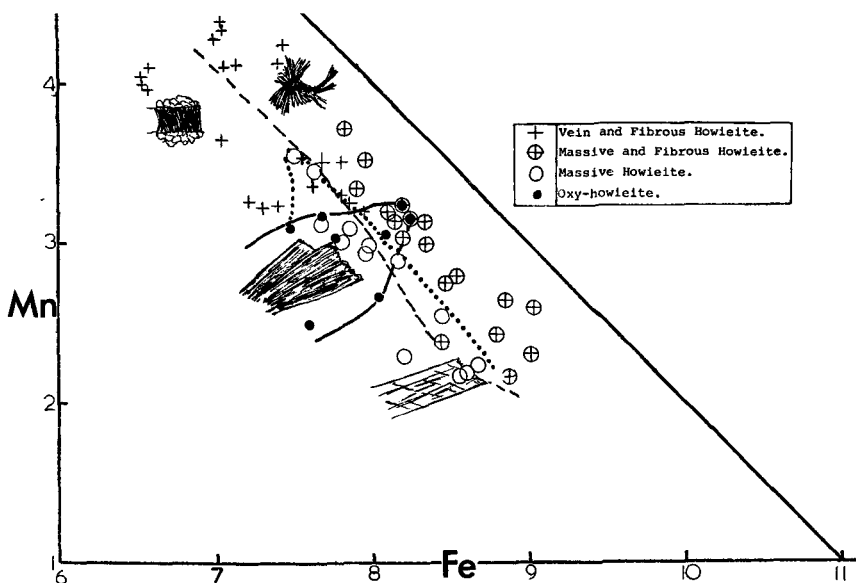 4
+ Vein and Fibrous Howieite.
⊕ Massive and Fibrous Howieite.
○ Massive Howieite.
● Oxy-howieite.
3
Mn
2
1
6 7 8 9 10 11
Fe